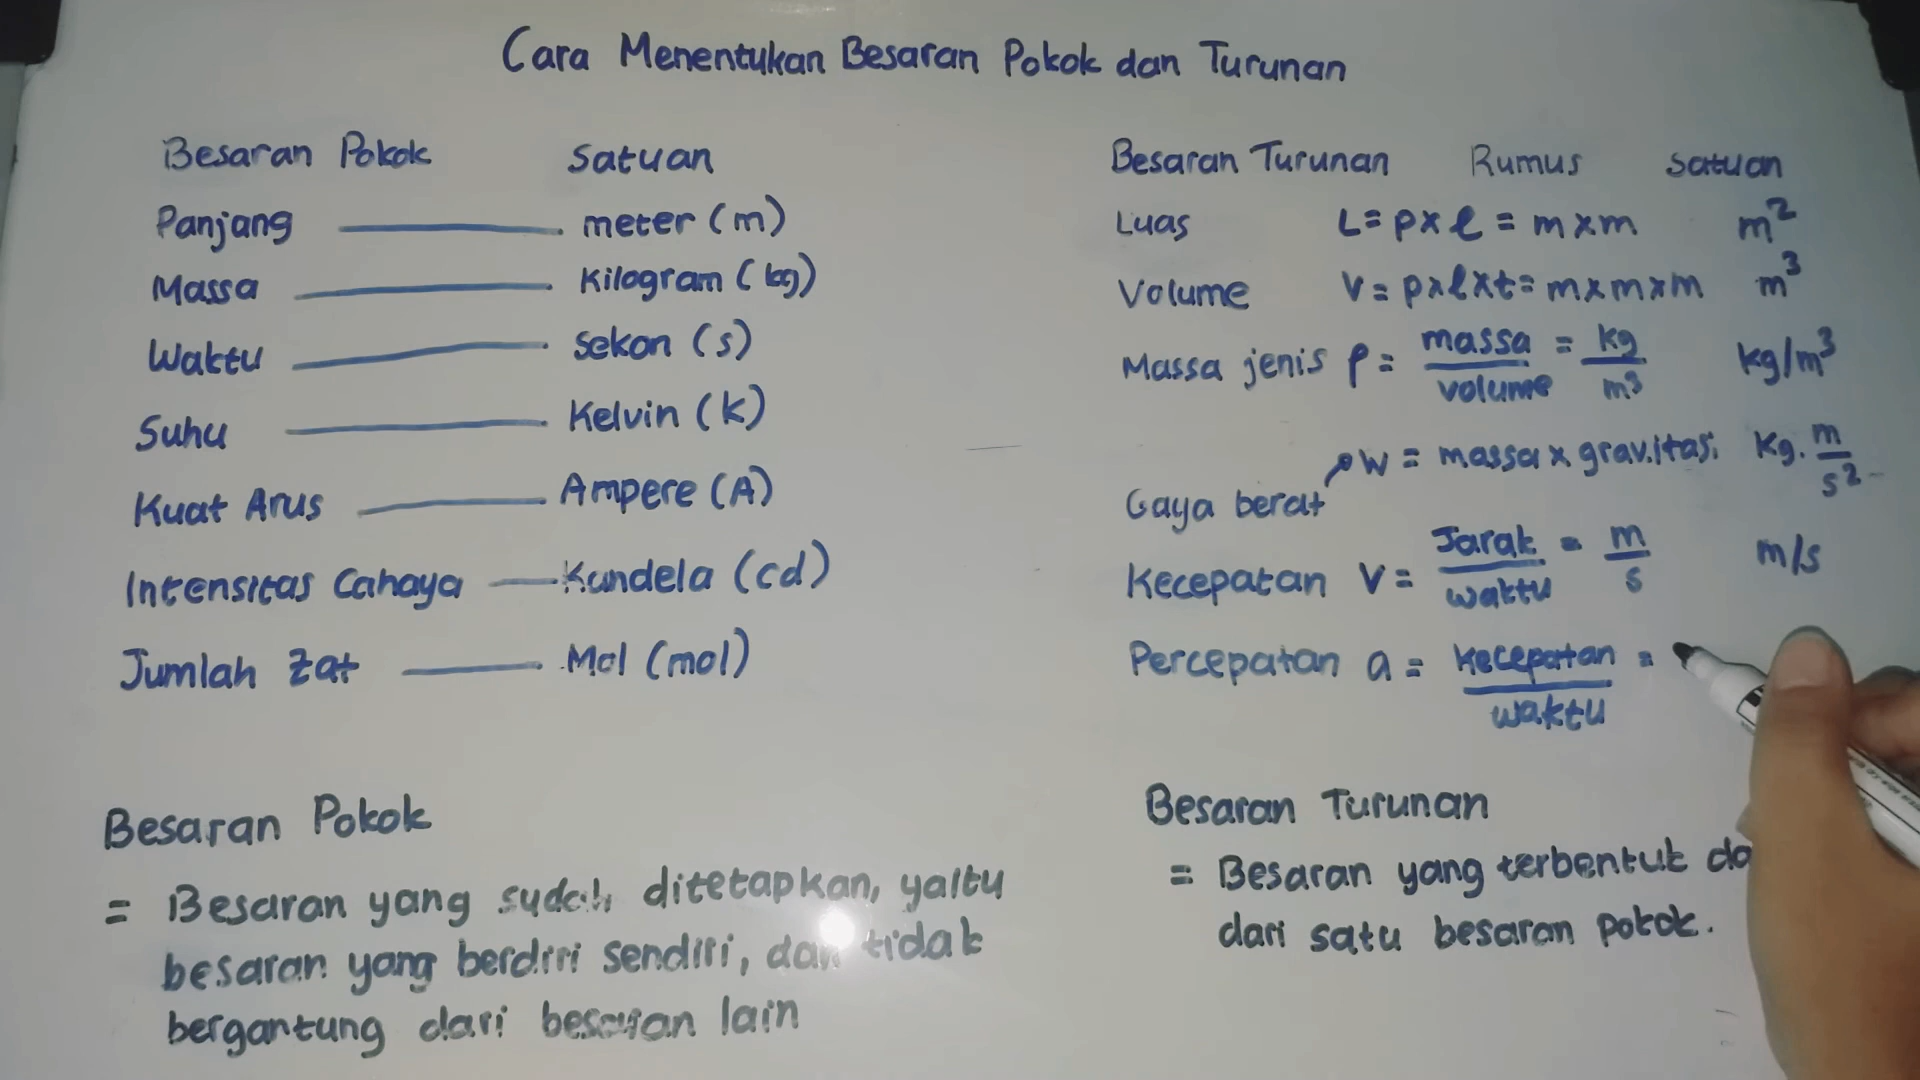 Cara Menentukan Besaran Pokok dan Turunan
Besaran Pokok Satuan
Panjang meter (m)
Massa Kilogram (kg)
Waktu sekon (s)
Suhu Kelvin (K)
Kuat Arus Ampere (A)
Intensitas Cahaya Kandela (cd)
Jumlah Zat Mol (mol)
Besaran Pokok
= Besaran yang sudah ditetapkan, yaitu
besaran yang berdiri sendiri, dan tidak
bergantung dari besaran lain
Besaran Turunan Rumus Satuan
Luas L = p x l = m x m m²
Volume V = p x l x t = m x m x m m³
Massa jenis ρ = massa/volume = kg/m³ kg/m³
Gaya berat W = massa x gravitasi Kg. m/s²
Kecepatan V = Jarak/waktu = m/s m/s
Percepatan a = Kecepatan/waktu =
Besaran Turunan
= Besaran yang terbentuk
dari satu besaran pokok.